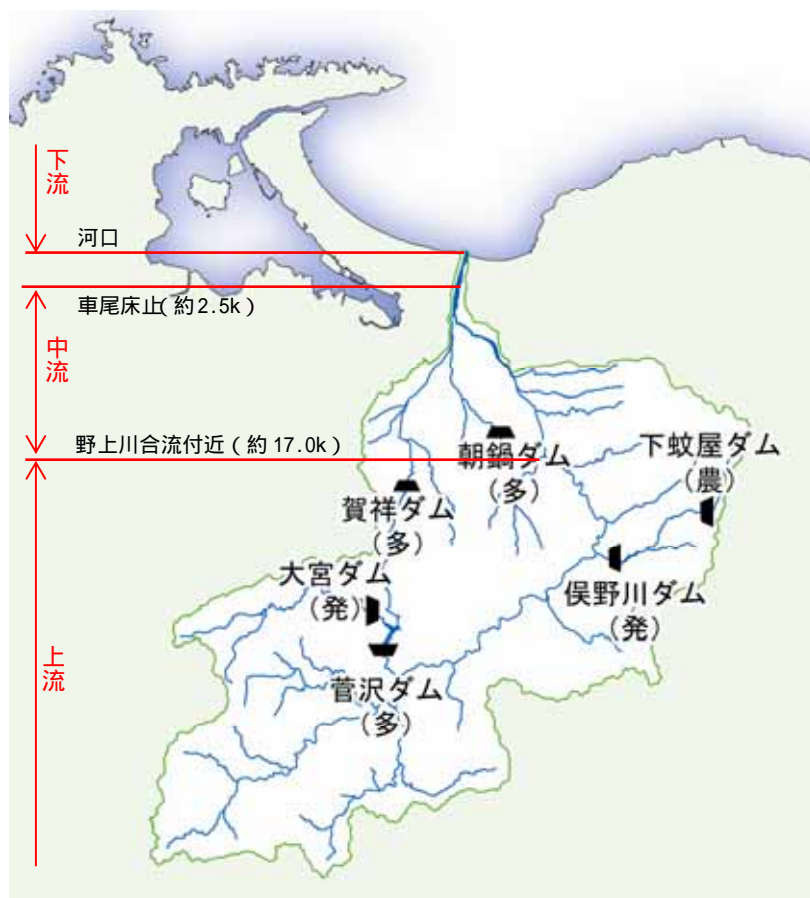 下流
河口
車尾床止(約2.5k)
中流
野上川合流付近(約17.0k)
朝鍋ダム
(多)
下蚊屋ダム
(農)
賀祥ダム
(多)
大宮ダム
(発)
俣野川ダム
(発)
上流
菅沢ダム
(多)